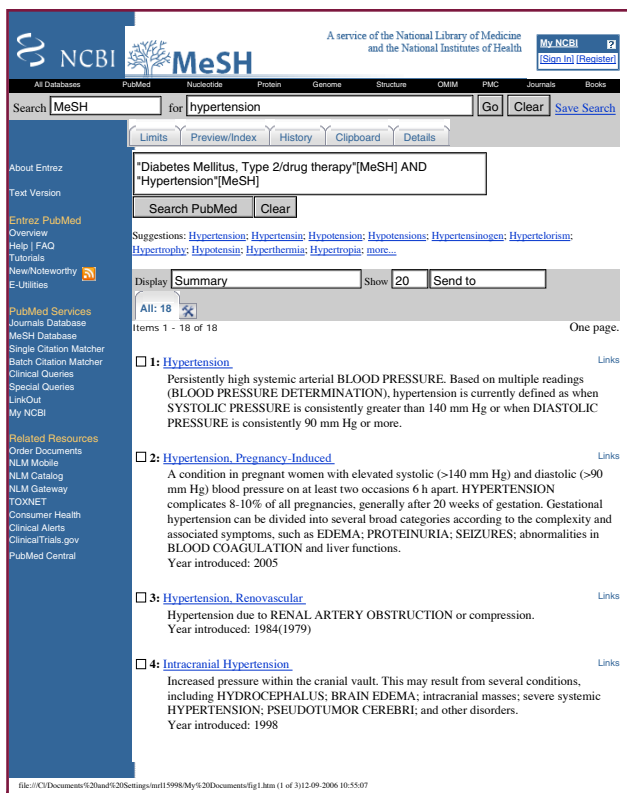 NCBI
MeSH
A service of the National Library of Medicine
and the National Institutes of Health
My NCBI ?
[Sign In] [Register]
All Databases PubMed Nucleotide Protein Genome Structure OMIM PMC Journals Books
Search MeSH for hypertension Go Clear Save Search
Limits Preview/Index History Clipboard Details
About Entrez
Text Version
Entrez PubMed
Overview
Help | FAQ
Tutorials
New/Noteworthy
E-Utilities
PubMed Services
Journals Database
MeSH Database
Single Citation Matcher
Batch Citation Matcher
Clinical Queries
Special Queries
LinkOut
My NCBI
Related Resources
Order Documents
NLM Mobile
NLM Catalog
NLM Gateway
TOXNET
Consumer Health
Clinical Alerts
ClinicalTrials.gov
PubMed Central
"Diabetes Mellitus, Type 2/drug therapy"[MeSH] AND
"Hypertension"[MeSH]
Search PubMed Clear
Suggestions: Hypertension; Hypertensin; Hypotension; Hypotensions; Hypertensinogen; Hypertelorism;
Hypertrophy; Hypotensin; Hyperthermia; Hypertropia; more...
Display Summary Show 20 Send to
All: 18
Items 1 - 18 of 18 One page.
1: Hypertension Links
Persistently high systemic arterial BLOOD PRESSURE. Based on multiple readings
(BLOOD PRESSURE DETERMINATION), hypertension is currently defined as when
SYSTOLIC PRESSURE is consistently greater than 140 mm Hg or when DIASTOLIC
PRESSURE is consistently 90 mm Hg or more.
2: Hypertension, Pregnancy-Induced Links
A condition in pregnant women with elevated systolic (>140 mm Hg) and diastolic (>90
mm Hg) blood pressure on at least two occasions 6 h apart. HYPERTENSION
complicates 8-10% of all pregnancies, generally after 20 weeks of gestation. Gestational
hypertension can be divided into several broad categories according to the complexity and
associated symptoms, such as EDEMA; PROTEINURIA; SEIZURES; abnormalities in
BLOOD COAGULATION and liver functions.
Year introduced: 2005
3: Hypertension, Renovascular Links
Hypertension due to RENAL ARTERY OBSTRUCTION or compression.
Year introduced: 1984(1979)
4: Intracranial Hypertension Links
Increased pressure within the cranial vault. This may result from several conditions,
including HYDROCEPHALUS; BRAIN EDEMA; intracranial masses; severe systemic
HYPERTENSION; PSEUDOTUMOR CEREBRI; and other disorders.
Year introduced: 1998
file:///C|/Documents%20and%20Settings/mrl15998/My%20Documents/fig1.htm (1 of 3)12-09-2006 10:55:07